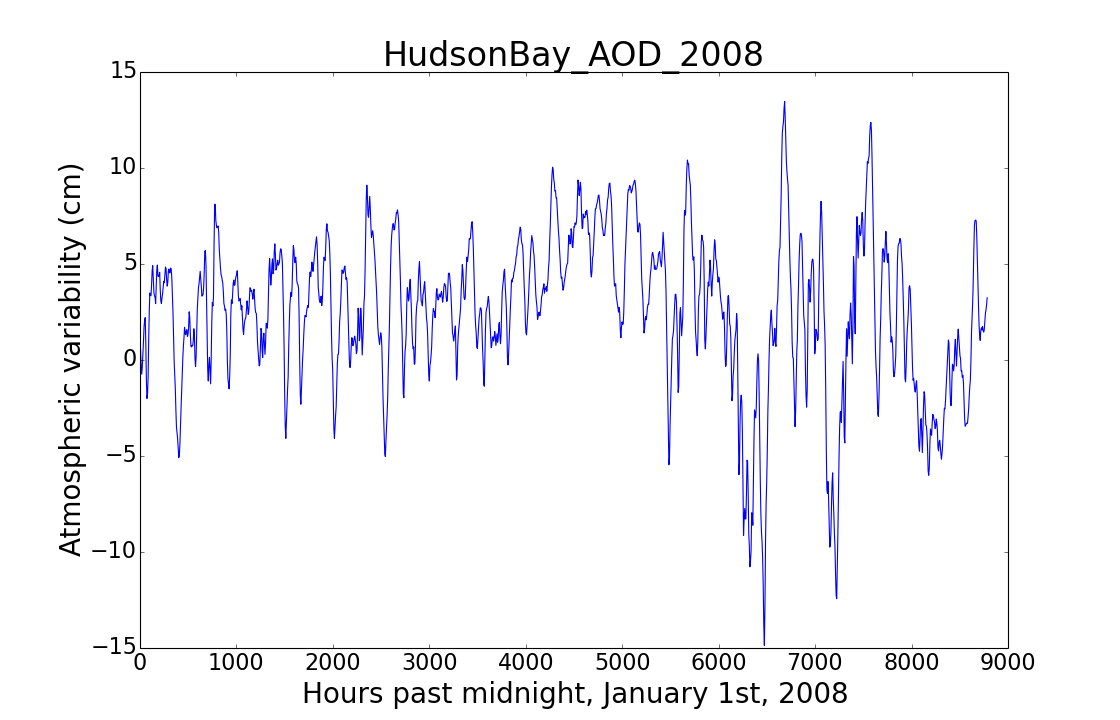 HudsonBay_AOD_2008
Atmospheric variability (cm)
15
10
5
0
−5
−10
−15
0 1000 2000 3000 4000 5000 6000 7000 8000 9000
Hours past midnight, January 1st, 2008